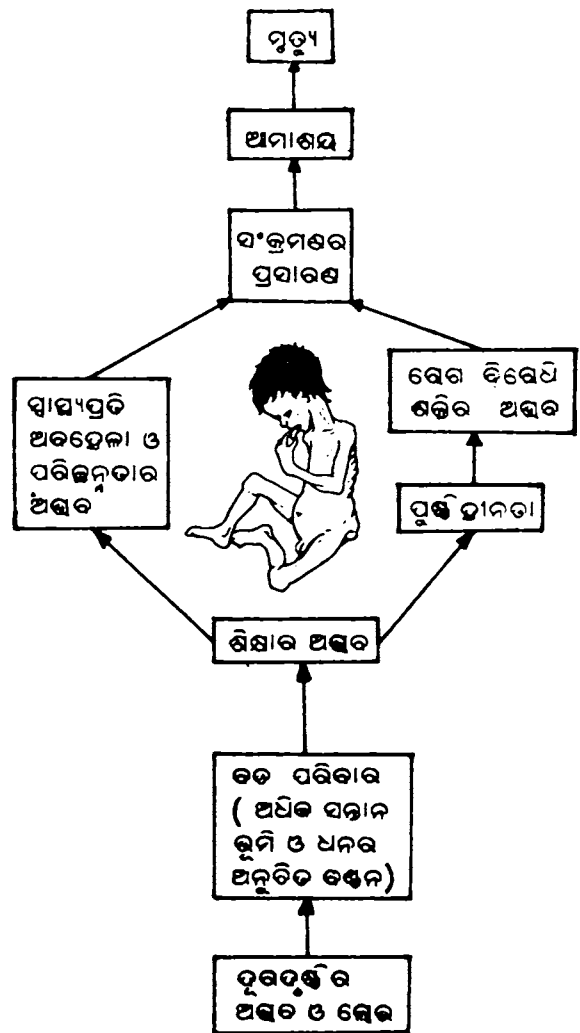 ମୃତ୍ୟୁ
ଆମାଶୟ
ସଂକ୍ରମଣର
ପ୍ରସାରଣ
ସ୍ୱାସ୍ଥ୍ୟପ୍ରତି
ଅବହେଳା ଓ
ପରିଚ୍ଛନ୍ନତାର
ଅଭାବ
ରୋଗ ବିରୋଧି
ଶକ୍ତିର ଅଭାବ
ପୁଷ୍ଟିହୀନତା
ଶିକ୍ଷାର ଅଭାବ
ବଡ ପରିବାର
( ଅଧିକ ସନ୍ତାନ
ଭୂମି ଓ ଧନର
ଅନୁଚିତ ବଣ୍ଟନ)
ଦୂରଦୃଷ୍ଟିର
ଅଭାବ ଓ ଲୋଭ